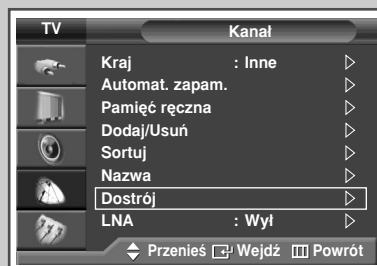 TV Kanał
Kraj : Inne
Automat. zapam.
Pamięć ręczna
Dodaj/Usuń
Sortuj
Nazwa
Dostrój
LNA : Wył
Przenieś Wejdź Powrót